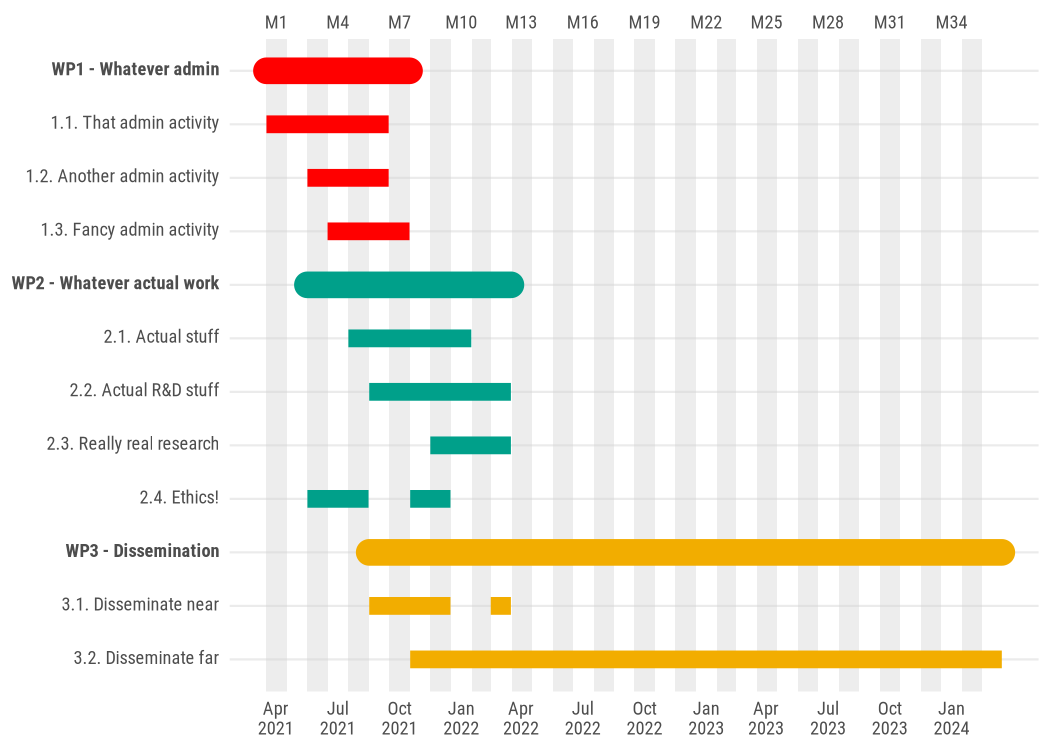 M1 M4 M7 M10 M13 M16 M19 M22 M25 M28 M31 M34
WP1 - Whatever admin
1.1. That admin activity
1.2. Another admin activity
1.3. Fancy admin activity
WP2 - Whatever actual work
2.1. Actual stuff
2.2. Actual R&D stuff
2.3. Really real research
2.4. Ethics!
WP3 - Dissemination
3.1. Disseminate near
3.2. Disseminate far
Apr Jul Oct Jan Apr Jul Oct Jan Apr Jul Oct Jan
2021 2021 2021 2022 2022 2022 2022 2023 2023 2023 2023 2024